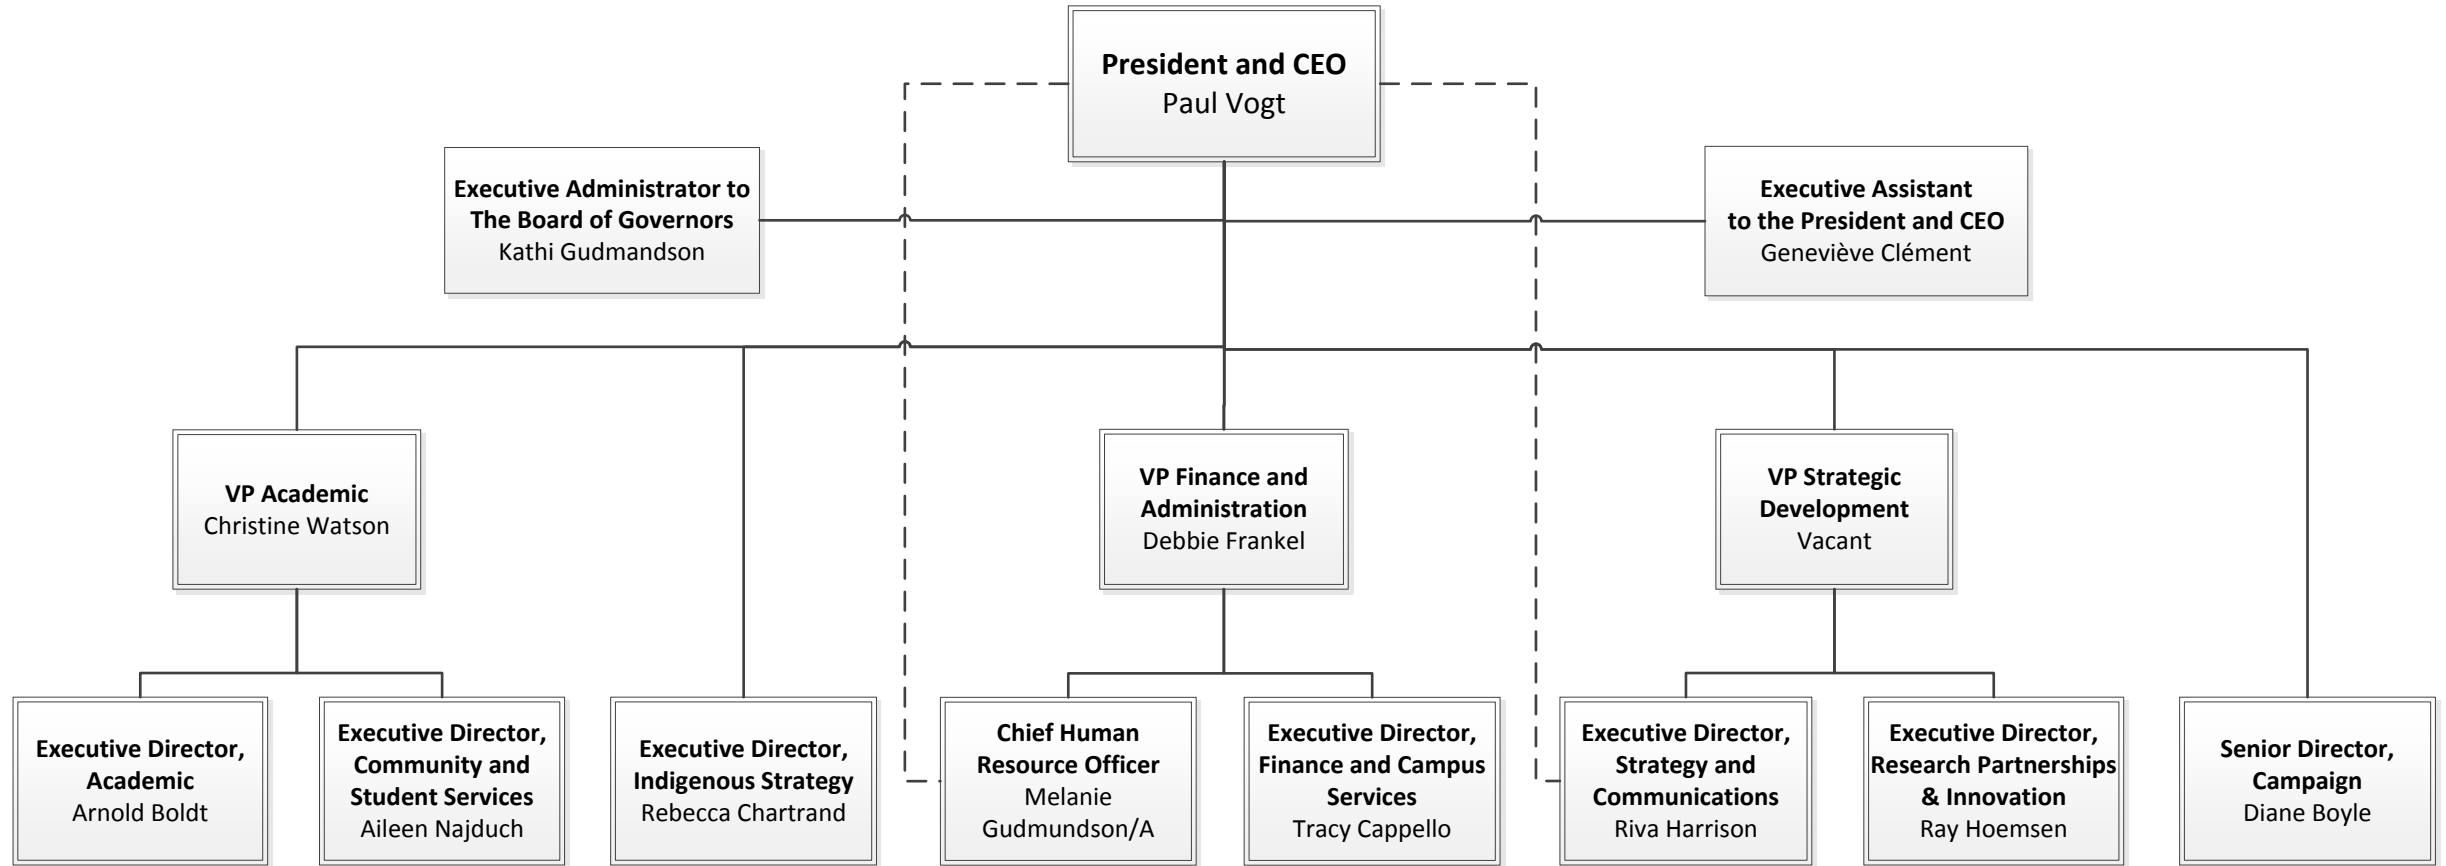 President and CEO
Paul Vogt
Executive Administrator to
The Board of Governors
Kathi Gudmandson
Executive Assistant
to the President and CEO
Geneviève Clément
VP Academic
Christine Watson
VP Finance and
Administration
Debbie Frankel
VP Strategic
Development
Vacant
Executive Director,
Academic
Arnold Boldt
Executive Director,
Community and
Student Services
Aileen Najduch
Executive Director,
Indigenous Strategy
Rebecca Chartrand
Chief Human
Resource Officer
Melanie
Gudmundson/A
Executive Director,
Finance and Campus
Services
Tracy Cappello
Executive Director,
Strategy and
Communications
Riva Harrison
Executive Director,
Research Partnerships
& Innovation
Ray Hoemsen
Senior Director,
Campaign
Diane Boyle